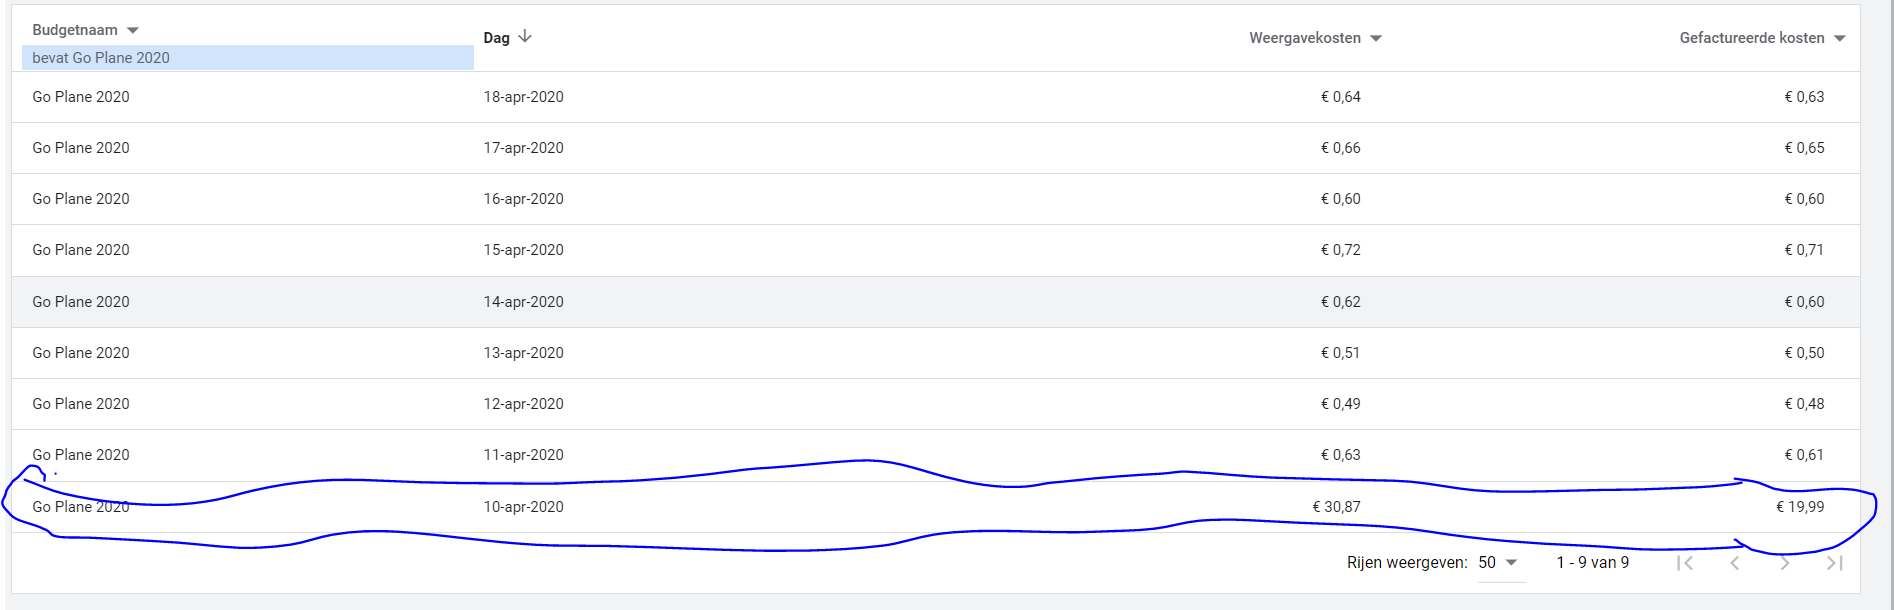 Budgetnaam Dag Weergavekosten Gefactureerde kosten
bevat Go Plane 2020
Go Plane 2020 18-apr-2020 € 0,64 € 0,63
Go Plane 2020 17-apr-2020 € 0,66 € 0,65
Go Plane 2020 16-apr-2020 € 0,60 € 0,60
Go Plane 2020 15-apr-2020 € 0,72 € 0,71
Go Plane 2020 14-apr-2020 € 0,62 € 0,60
Go Plane 2020 13-apr-2020 € 0,51 € 0,50
Go Plane 2020 12-apr-2020 € 0,49 € 0,48
Go Plane 2020 11-apr-2020 € 0,63 € 0,61
Go Plane 2020 10-apr-2020 € 30,87 € 19,99
Rijen weergeven: 50 1 - 9 van 9